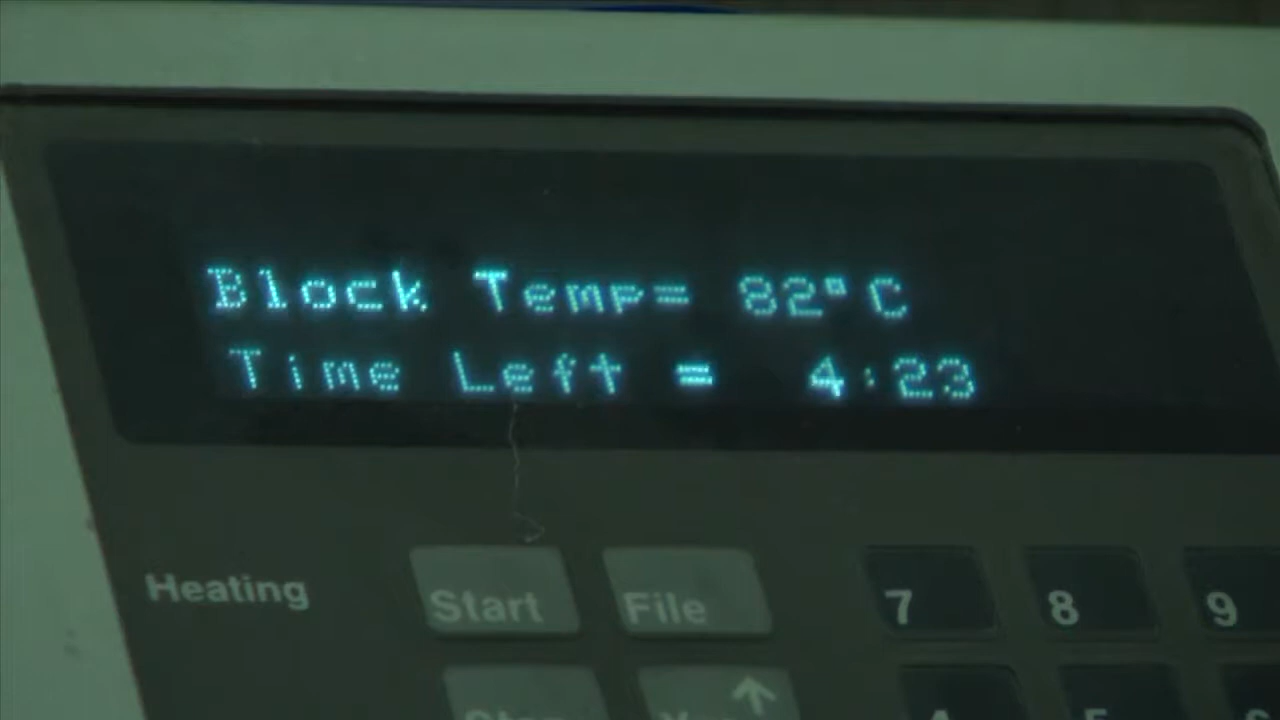 Block Temp= 82°C
Time Left = 4:23
Heating
Start
File
7
8
9